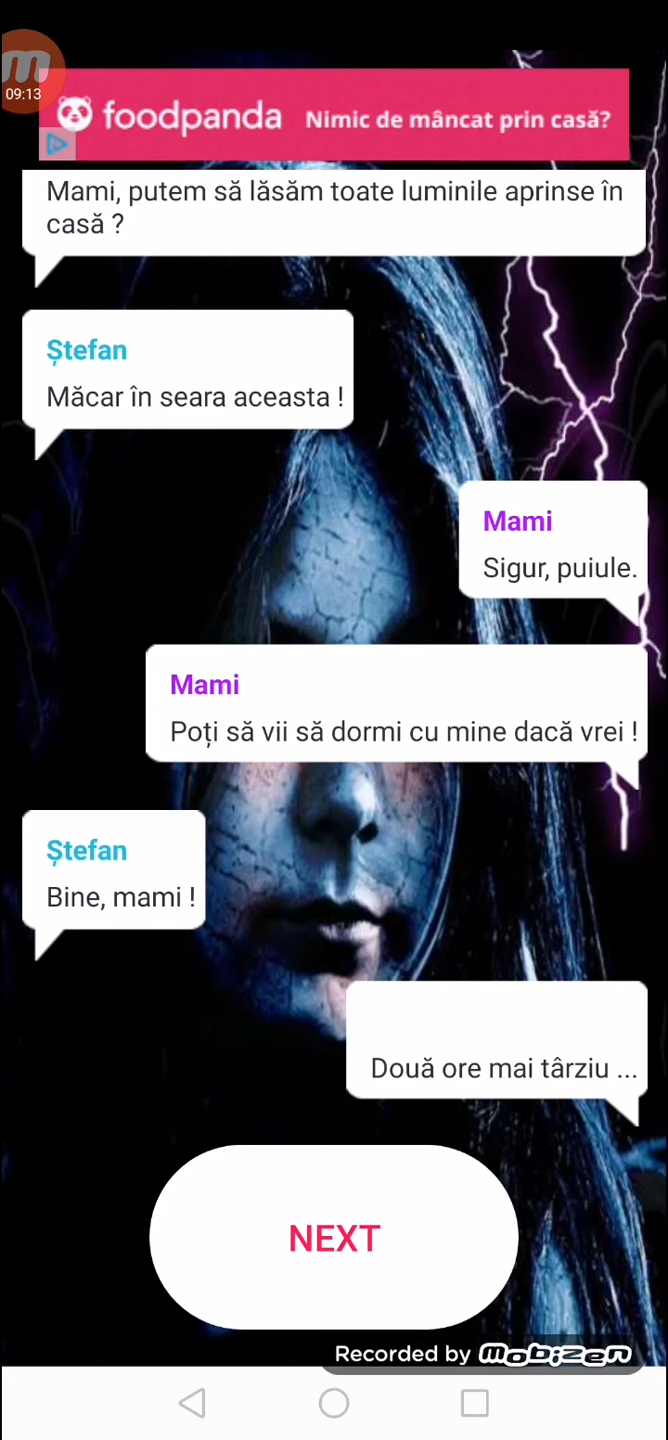 09:13
foodpanda Nimic de mâncat prin casă?
Mami, putem să lăsăm toate luminile aprinse în
casă ?
Ștefan
Măcar în seara aceasta !
Mami
Sigur, puiule.
Mami
Poți să vii să dormi cu mine dacă vrei !
Ștefan
Bine, mami !
Două ore mai târziu ...
NEXT
Recorded by mobizen